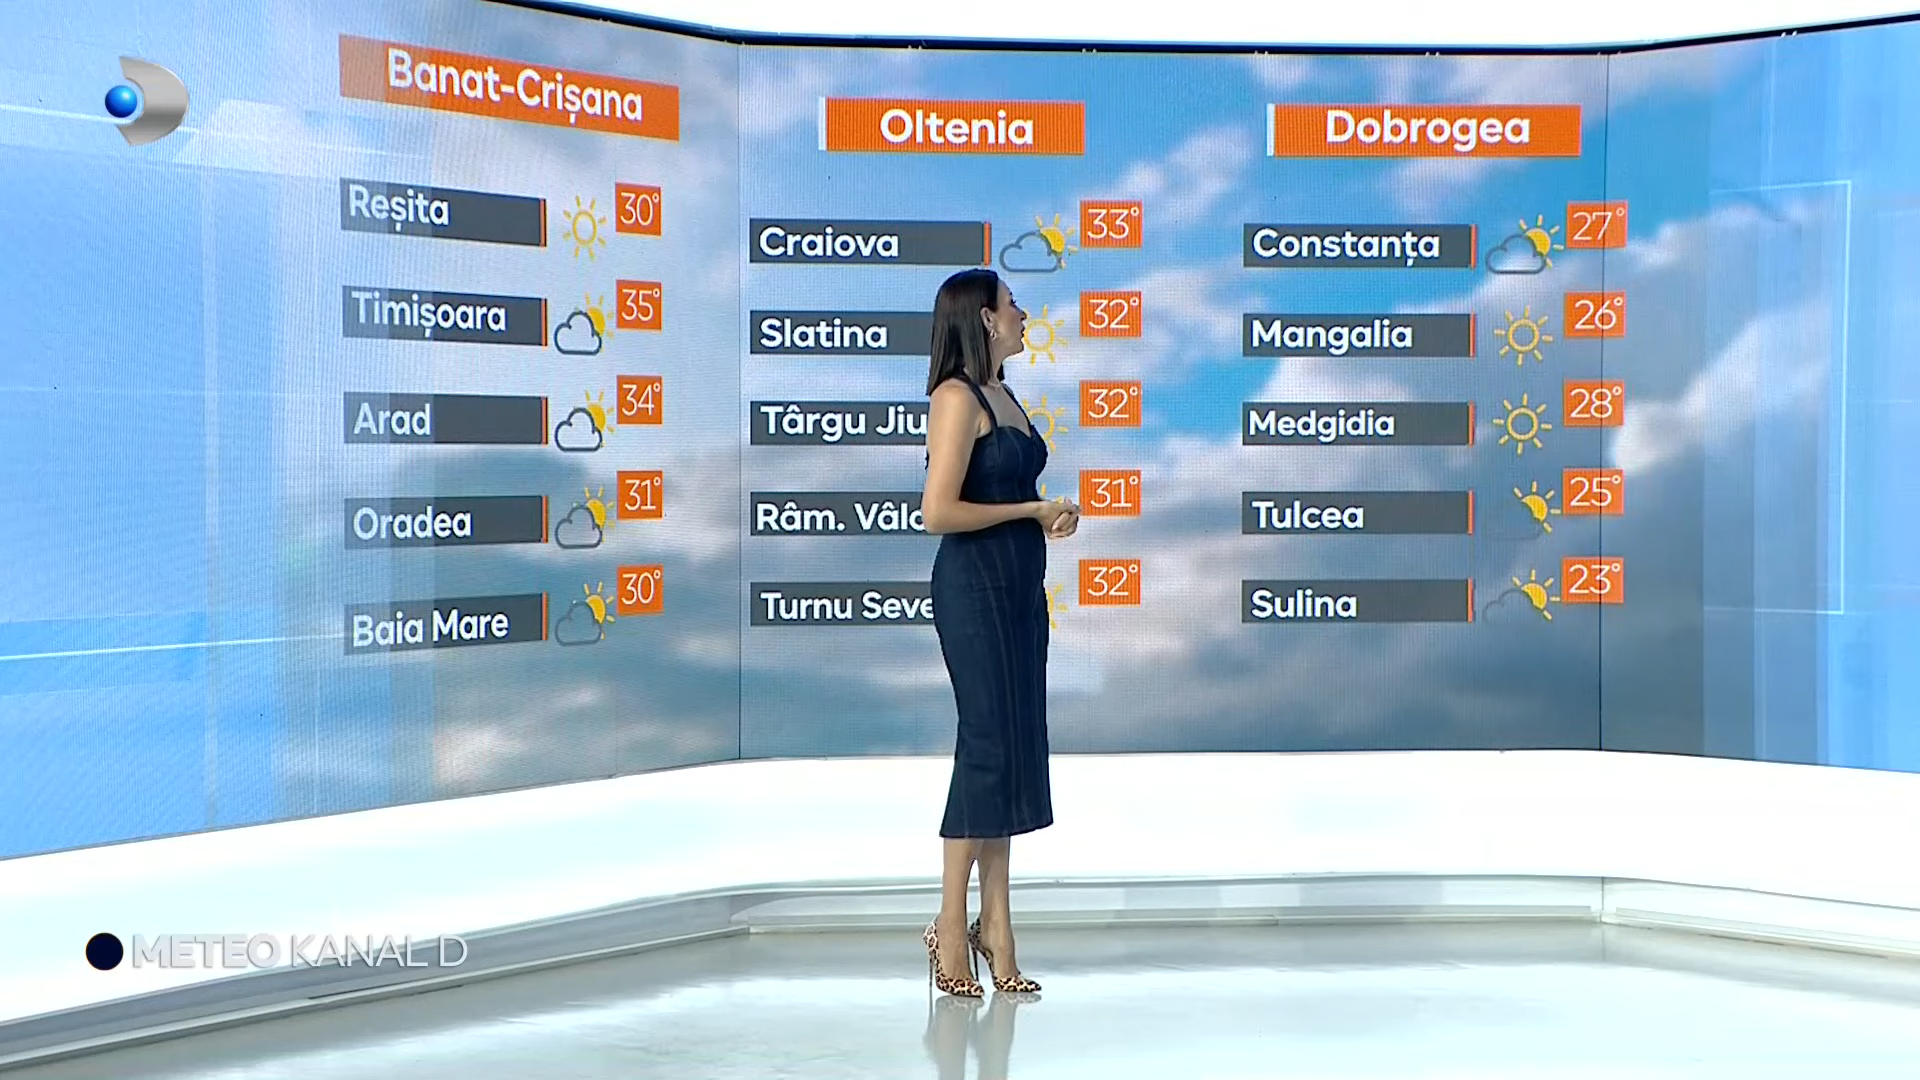 Banat-Crișana
Reșita 30°
Timișoara 35°
Arad 34°
Oradea 31°
Baia Mare 30°
Oltenia
Craiova 33°
Slatina 32°
Târgu Jiu 32°
Râm. 31°
Turnu 32°
Dobrogea
Constanța 27°
Mangalia 26°
Medgidia 28°
Tulcea 25°
Sulina 23°
METEO KANAL D